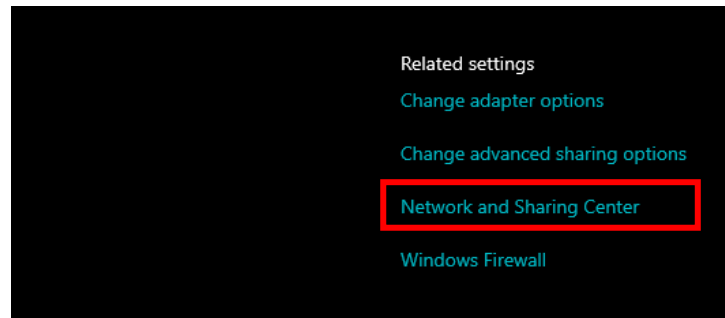 Related settings
Change adapter options
Change advanced sharing options
Network and Sharing Center
Windows Firewall